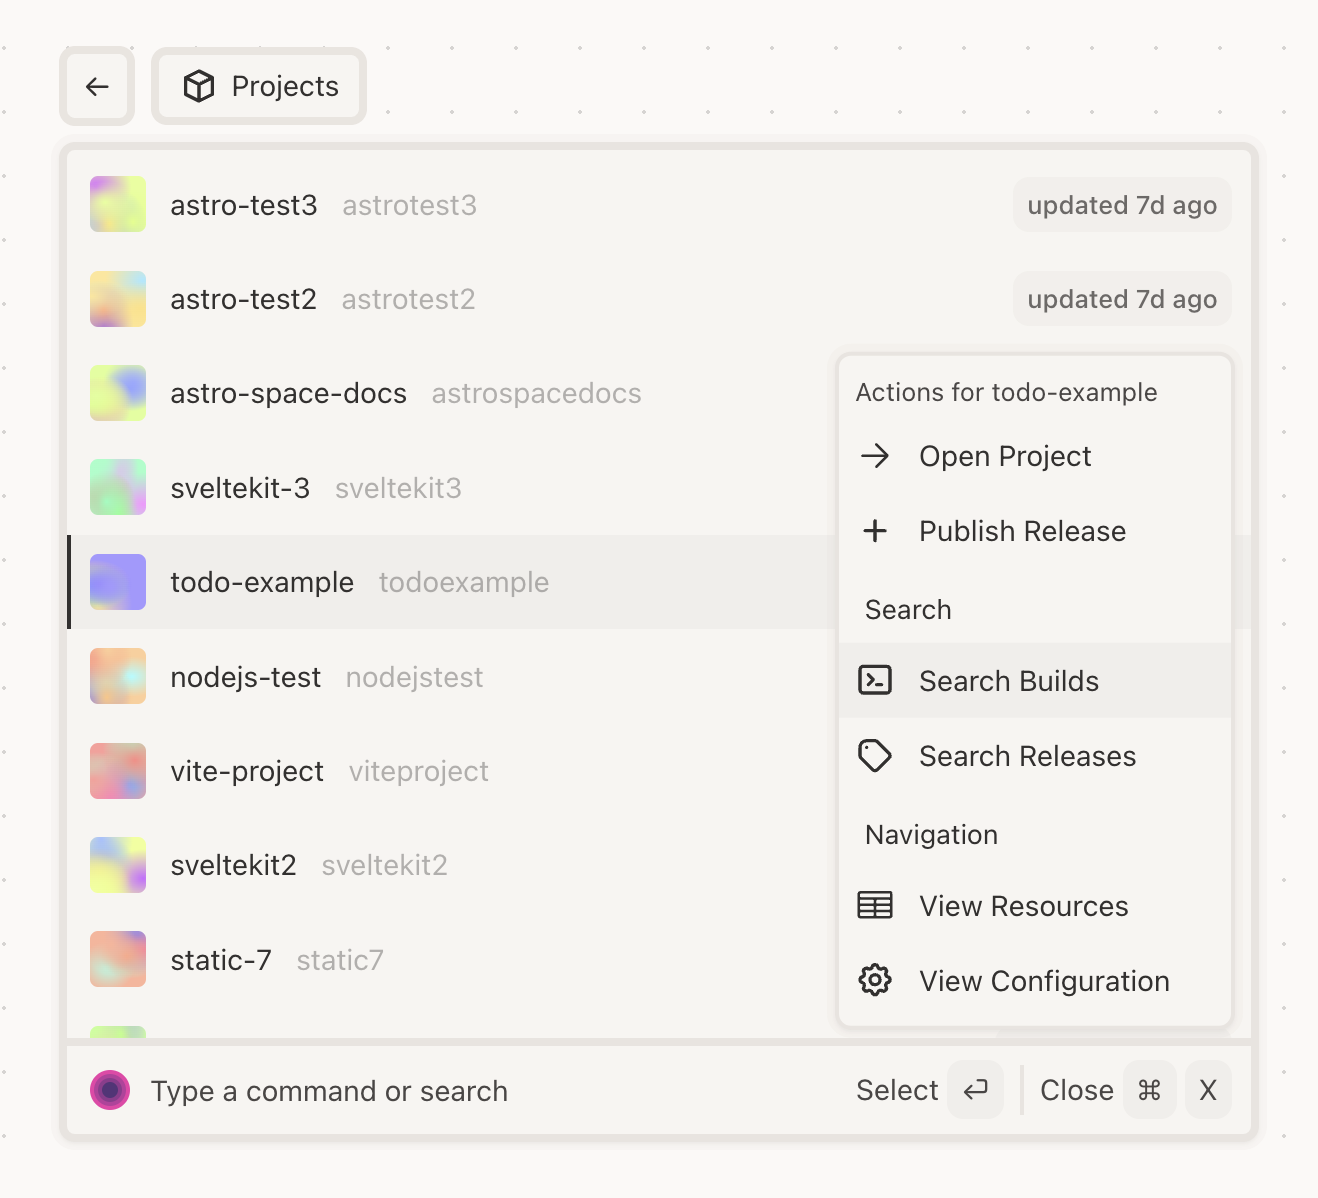 Projects
astro-test3 astrotest3 updated 7d ago
astro-test2 astrotest2 updated 7d ago
astro-space-docs astrospacedocs
sveltekit-3 sveltekit3
todo-example todoexample
nodejs-test nodejstest
vite-project viteproject
sveltekit2 sveltekit2
static-7 static7
Actions for todo-example
Open Project
Publish Release
Search
Search Builds
Search Releases
Navigation
View Resources
View Configuration
Type a command or search Select Close ⌘ X